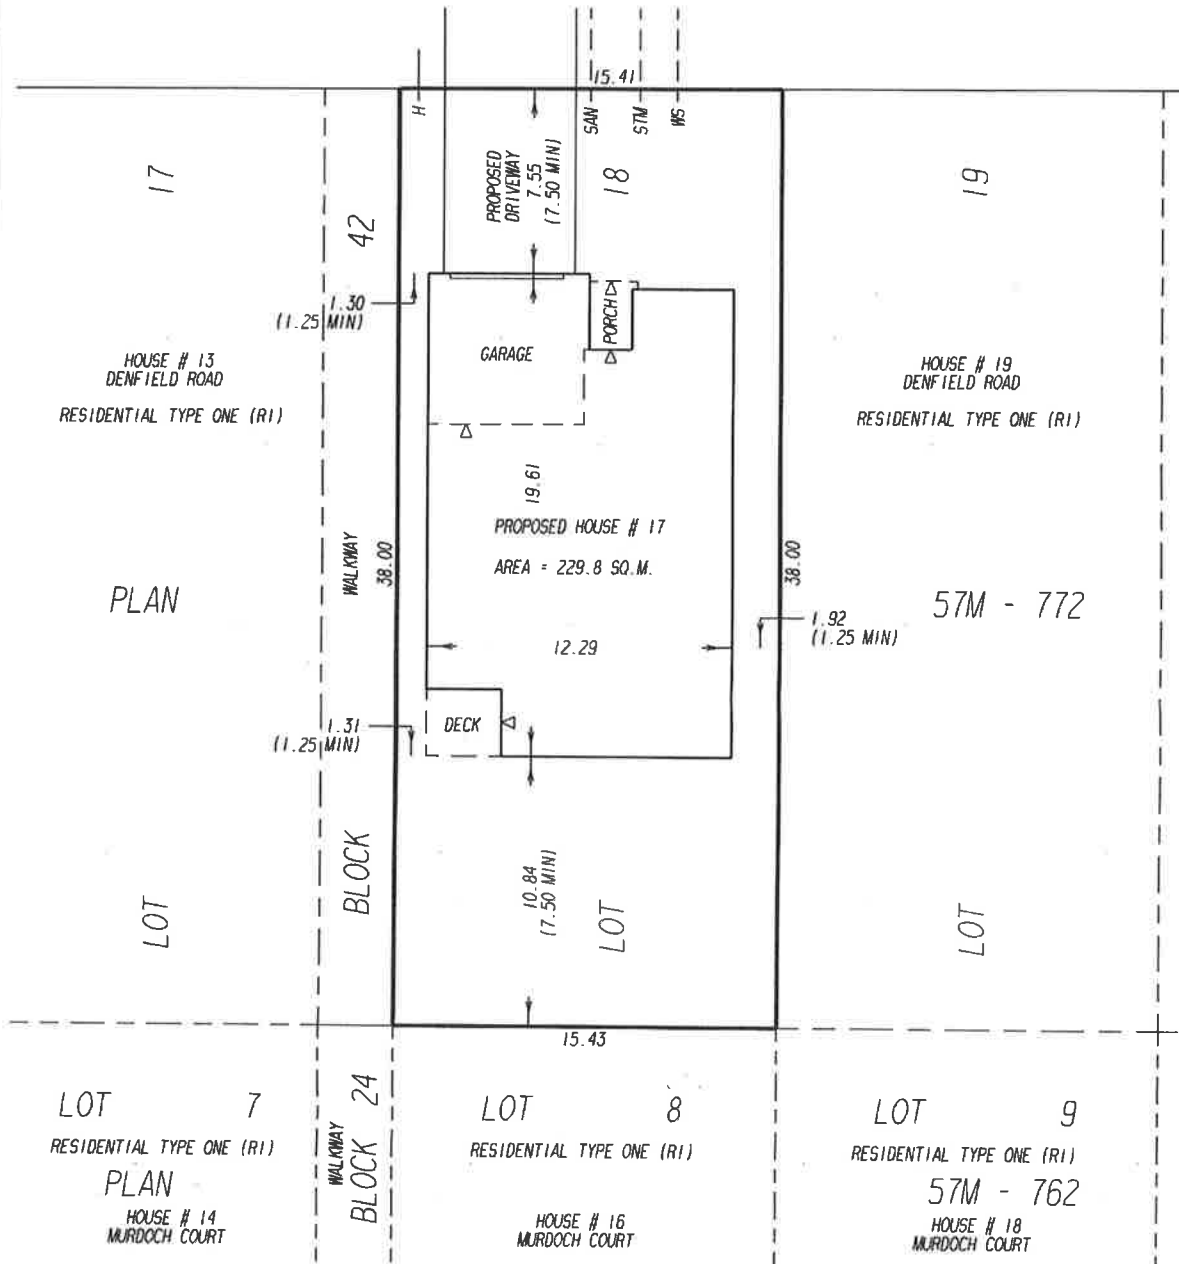 15.41
H
SAN
STM
WS
17
42
PROPOSED
DRIVEWAY
7.55
(7.50 MIN)
18
19
1.30
(1.25 MIN)
GARAGE
PORCH
HOUSE # 13
DENFIELD ROAD
RESIDENTIAL TYPE ONE (R1)
HOUSE # 19
DENFIELD ROAD
RESIDENTIAL TYPE ONE (R1)
19.61
PROPOSED HOUSE # 17
AREA = 229.8 SQ.M.
WALKWAY
38.00
38.00
PLAN
57M - 772
12.29
1.92
(1.25 MIN)
DECK
1.31
(1.25 MIN)
BLOCK
10.84
(7.50 MIN)
LOT
LOT
LOT
15.43
LOT 7
RESIDENTIAL TYPE ONE (R1)
PLAN
HOUSE # 14
MURDOCH COURT
WALKWAY
BLOCK 24
LOT 8
RESIDENTIAL TYPE ONE (R1)
HOUSE # 16
MURDOCH COURT
LOT 9
RESIDENTIAL TYPE ONE (R1)
57M - 762
HOUSE # 18
MURDOCH COURT